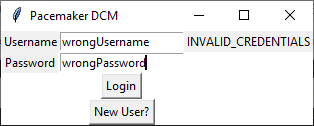 Pacemaker DCM
Username wrongUsername INVALID_CREDENTIALS
Password wrongPassword
Login
New User?